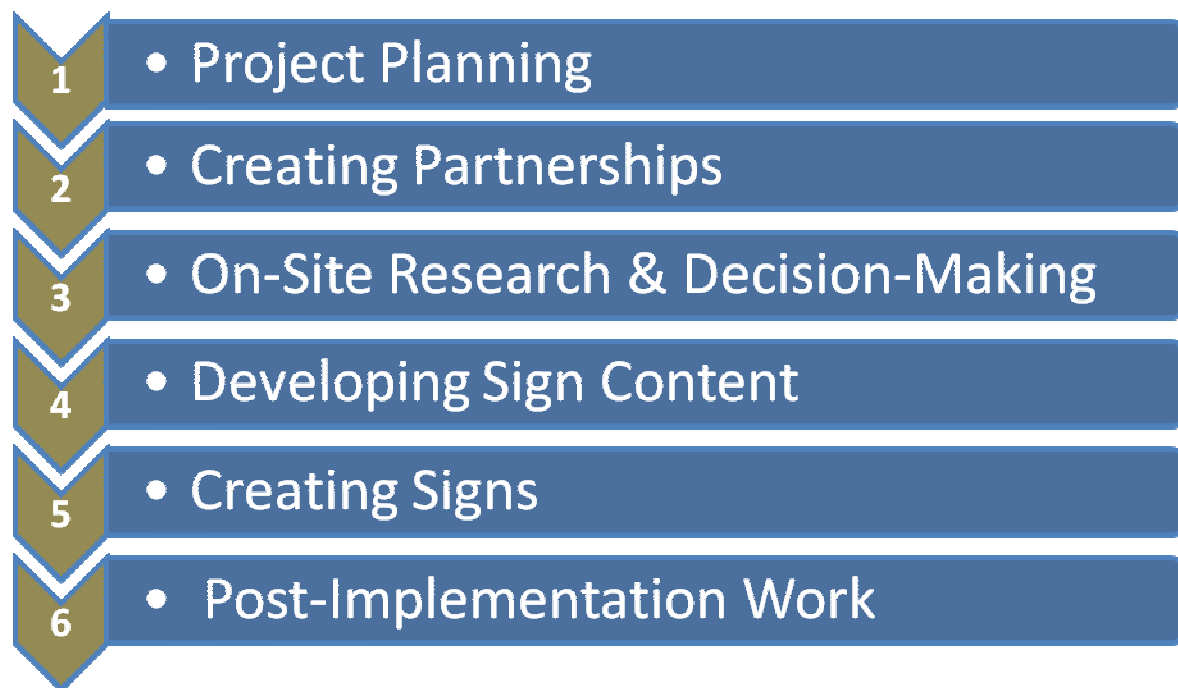 1 • Project Planning
2 • Creating Partnerships
3 • On-Site Research & Decision-Making
4 • Developing Sign Content
5 • Creating Signs
6 • Post-Implementation Work